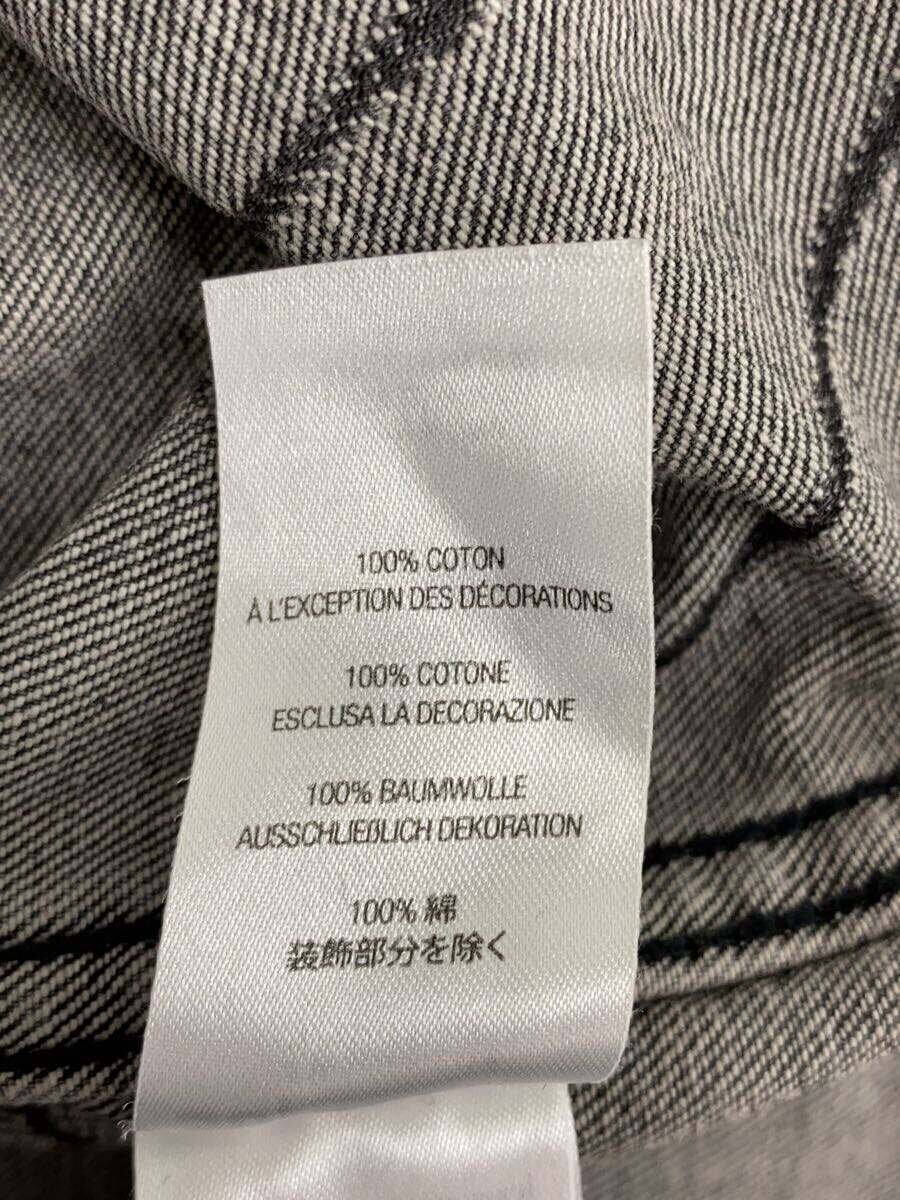 100% COTON
À L'EXCEPTION DES DÉCORATIONS
100% COTONE
ESCLUSA LA DECORAZIONE
100% BAUMWOLLE
AUSSCHLIEßLICH DEKORATION
100% 綿
装飾部分を除く